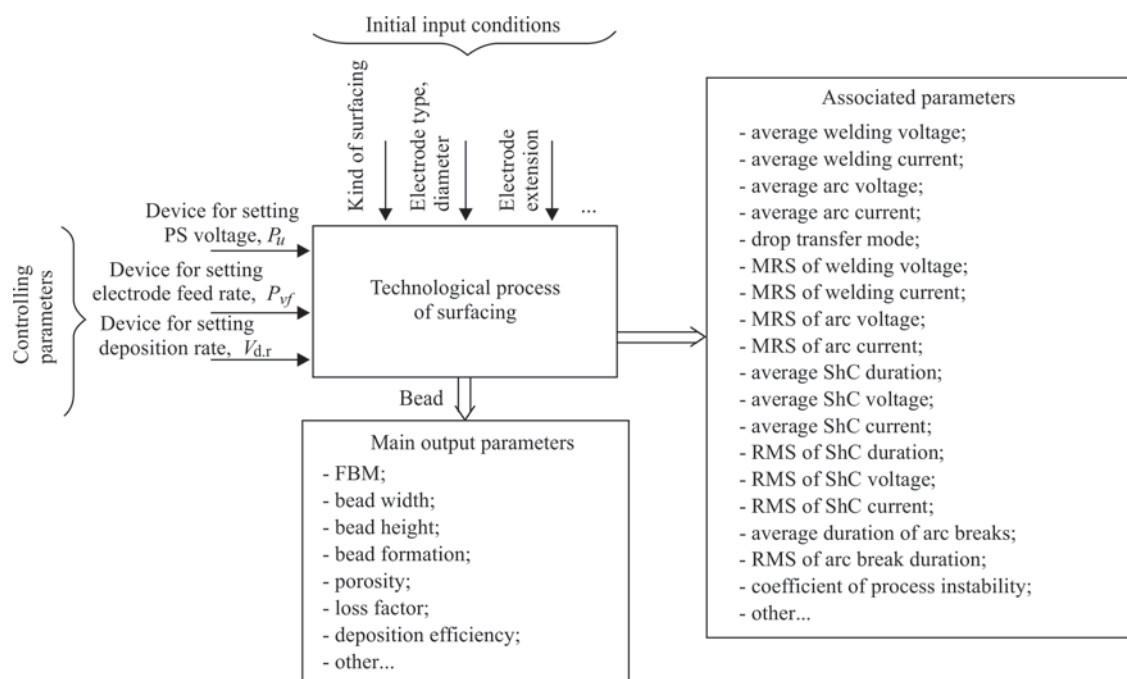 Initial input conditions
Kind of surfacing
Electrode type,
diameter
Electrode
extension
...
Controlling
parameters
Device for setting
PS voltage, Pu
Device for setting
electrode feed rate, Pvf
Device for setting
deposition rate, Vd.r
Technological process
of surfacing
Bead
Main output parameters
- FBM;
- bead width;
- bead height;
- bead formation;
- porosity;
- loss factor;
- deposition efficiency;
- other...
Associated parameters
- average welding voltage;
- average welding current;
- average arc voltage;
- average arc current;
- drop transfer mode;
- MRS of welding voltage;
- MRS of welding current;
- MRS of arc voltage;
- MRS of arc current;
- average ShC duration;
- average ShC voltage;
- average ShC current;
- RMS of ShC duration;
- RMS of ShC voltage;
- RMS of ShC current;
- average duration of arc breaks;
- RMS of arc break duration;
- coefficient of process instability;
- other...